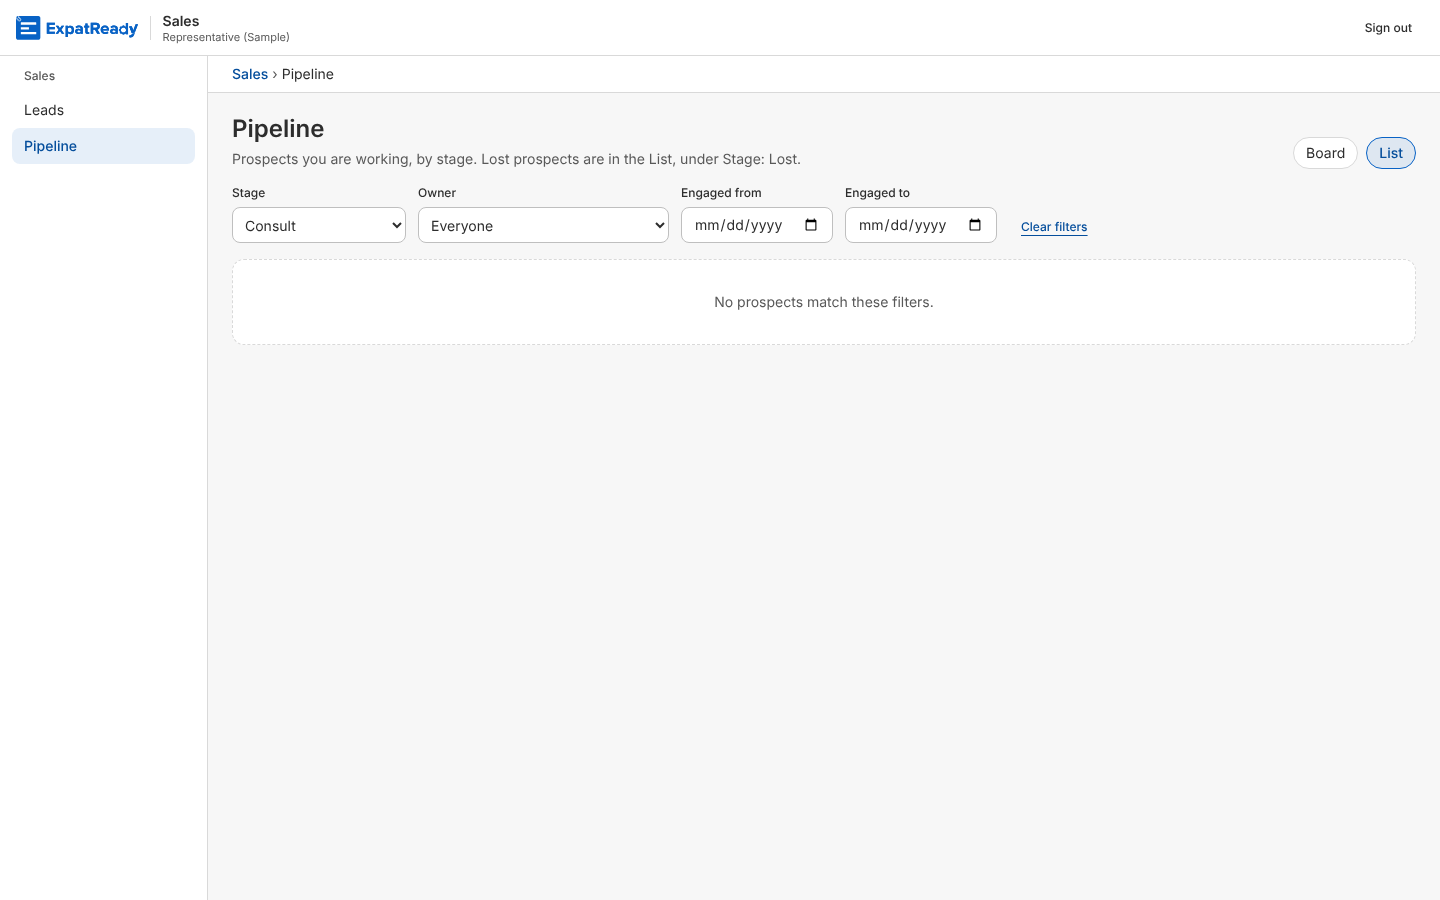 ExpatReady
Sales
Representative (Sample)
Sign out
Sales
Leads
Pipeline
Sales › Pipeline
Pipeline
Prospects you are working, by stage. Lost prospects are in the List, under Stage: Lost.
Board
List
Stage
Owner
Engaged from
Engaged to
Consult
Everyone
mm/dd/yyyy
mm/dd/yyyy
Clear filters
No prospects match these filters.